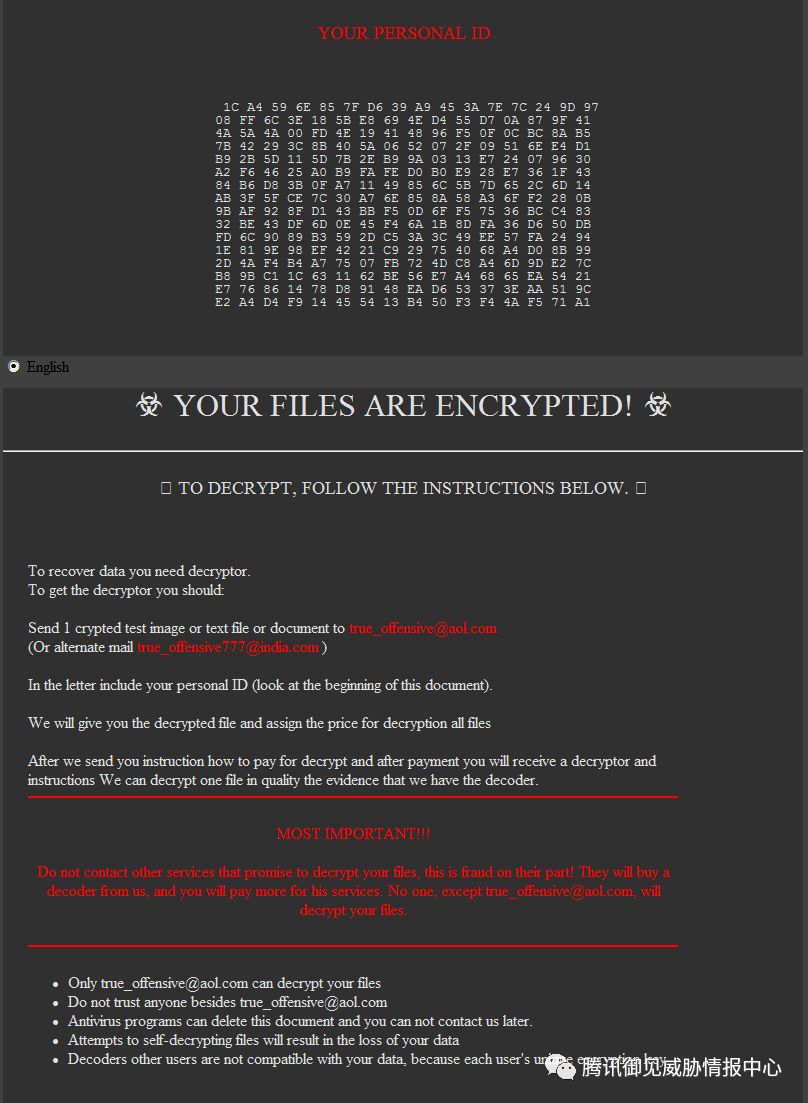 YOUR PERSONAL ID
1C A4 59 6E 85 7F D6 39 A9 45 3A 7E 7C 24 9D 97
08 FF 6C 3E 18 5B E8 69 4E D4 55 D7 0A 87 9F 41
4A 5A 4A 00 FD 4E 19 41 48 96 F5 0F 0C BC 8A B5
7B 42 29 3C 8B 40 5A 06 52 07 2F 09 51 6E E4 D1
B9 2B 5D 11 5D 7B 2E B9 9A 03 13 E7 24 07 96 30
A2 F6 46 25 A0 B9 FA FE D0 B0 E9 28 E7 36 1F 43
84 B6 D8 3B 0F A7 11 49 85 6C 5B 7D 65 2C 6D 14
AB 3F 5F CE 7C 30 A7 6E 85 8A 58 A3 6F F2 28 0B
9B AF 92 8F D1 43 BB F5 0D 6F F5 75 36 BC C4 83
32 BE 43 DF 6D 0E 45 F4 6A 1B 8D FA 36 D6 50 DB
FD 6C 90 89 B3 59 2D C5 3A 3C 49 EE 57 FA 24 94
1E 81 9E 98 EF 42 21 C9 29 75 40 68 A4 D0 8B 99
2D 4A F4 B4 A7 75 07 FB 72 4D C8 A4 6D 9D E2 7C
B8 9B C1 1C 63 11 62 BE 56 E7 A4 68 65 EA 54 21
E7 76 86 14 78 D8 91 48 EA D6 53 37 3E AA 51 9C
E2 A4 D4 F9 14 45 54 13 B4 50 F3 F4 4A F5 71 A1
English
☣ YOUR FILES ARE ENCRYPTED! ☣
TO DECRYPT, FOLLOW THE INSTRUCTIONS BELOW.
To recover data you need decryptor.
To get the decryptor you should:
Send 1 crypted test image or text file or document to true_offensive@aol.com
(Or alternate mail true_offensive777@india.com )
In the letter include your personal ID (look at the beginning of this document).
We will give you the decrypted file and assign the price for decryption all files
After we send you instruction how to pay for decrypt and after payment you will receive a decryptor and
instructions We can decrypt one file in quality the evidence that we have the decoder.
MOST IMPORTANT!!!
Do not contact other services that promise to decrypt your files, this is fraud on their part! They will buy a
decoder from us, and you will pay more for his services. No one, except true_offensive@aol.com, will
decrypt your files.
• Only true_offensive@aol.com can decrypt your files
• Do not trust anyone besides true_offensive@aol.com
• Antivirus programs can delete this document and you can not contact us later.
• Attempts to self-decrypting files will result in the loss of your data
• Decoders other users are not compatible with your data, because each user's unique encryption key
腾讯御见威胁情报中心